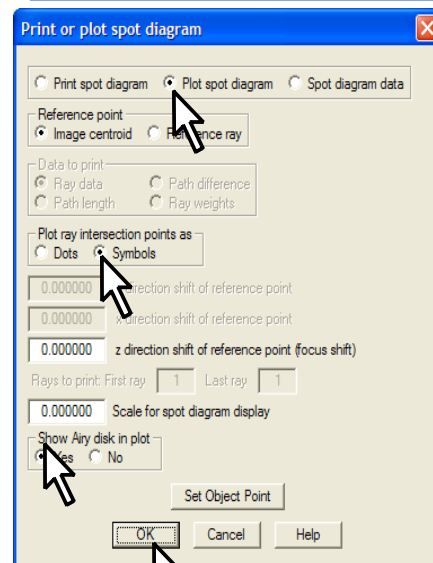 Print or plot spot diagram
Print spot diagram Plot spot diagram Spot diagram data
Reference point
Image centroid ray
Data to print
Ray data Path difference
Path length Ray weights
Plot ray intersection points as
Dots Symbols
0.000000 direction shift of reference point
0.000000 direction shift of reference point
0.000000 z direction shift of reference point (focus shift)
Rays to print: First ray 1 Last ray 1
0.000000 Scale for spot diagram display
Show Airy disk in plot
Yes No
Set Object Point
OK Cancel Help